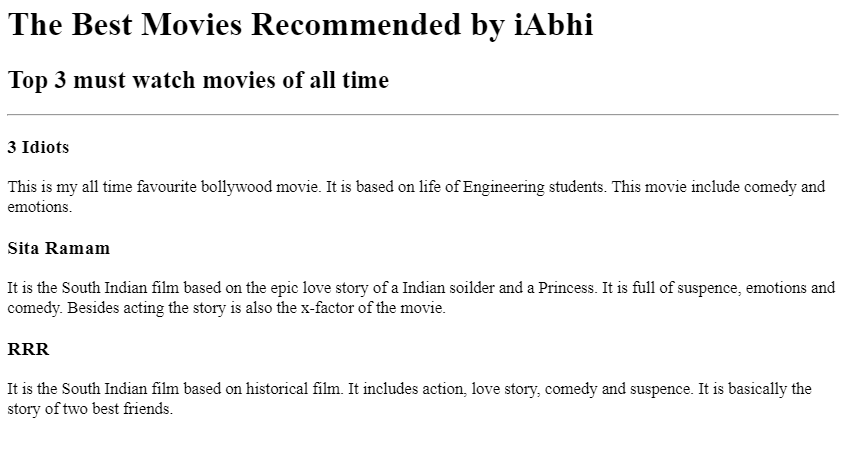 The Best Movies Recommended by iAbhi
Top 3 must watch movies of all time
3 Idiots
This is my all time favourite bollywood movie. It is based on life of Engineering students. This movie include comedy and
emotions.
Sita Ramam
It is the South Indian film based on the epic love story of a Indian soilder and a Princess. It is full of suspence, emotions and
comedy. Besides acting the story is also the x-factor of the movie.
RRR
It is the South Indian film based on historical film. It includes action, love story, comedy and suspence. It is basically the
story of two best friends.